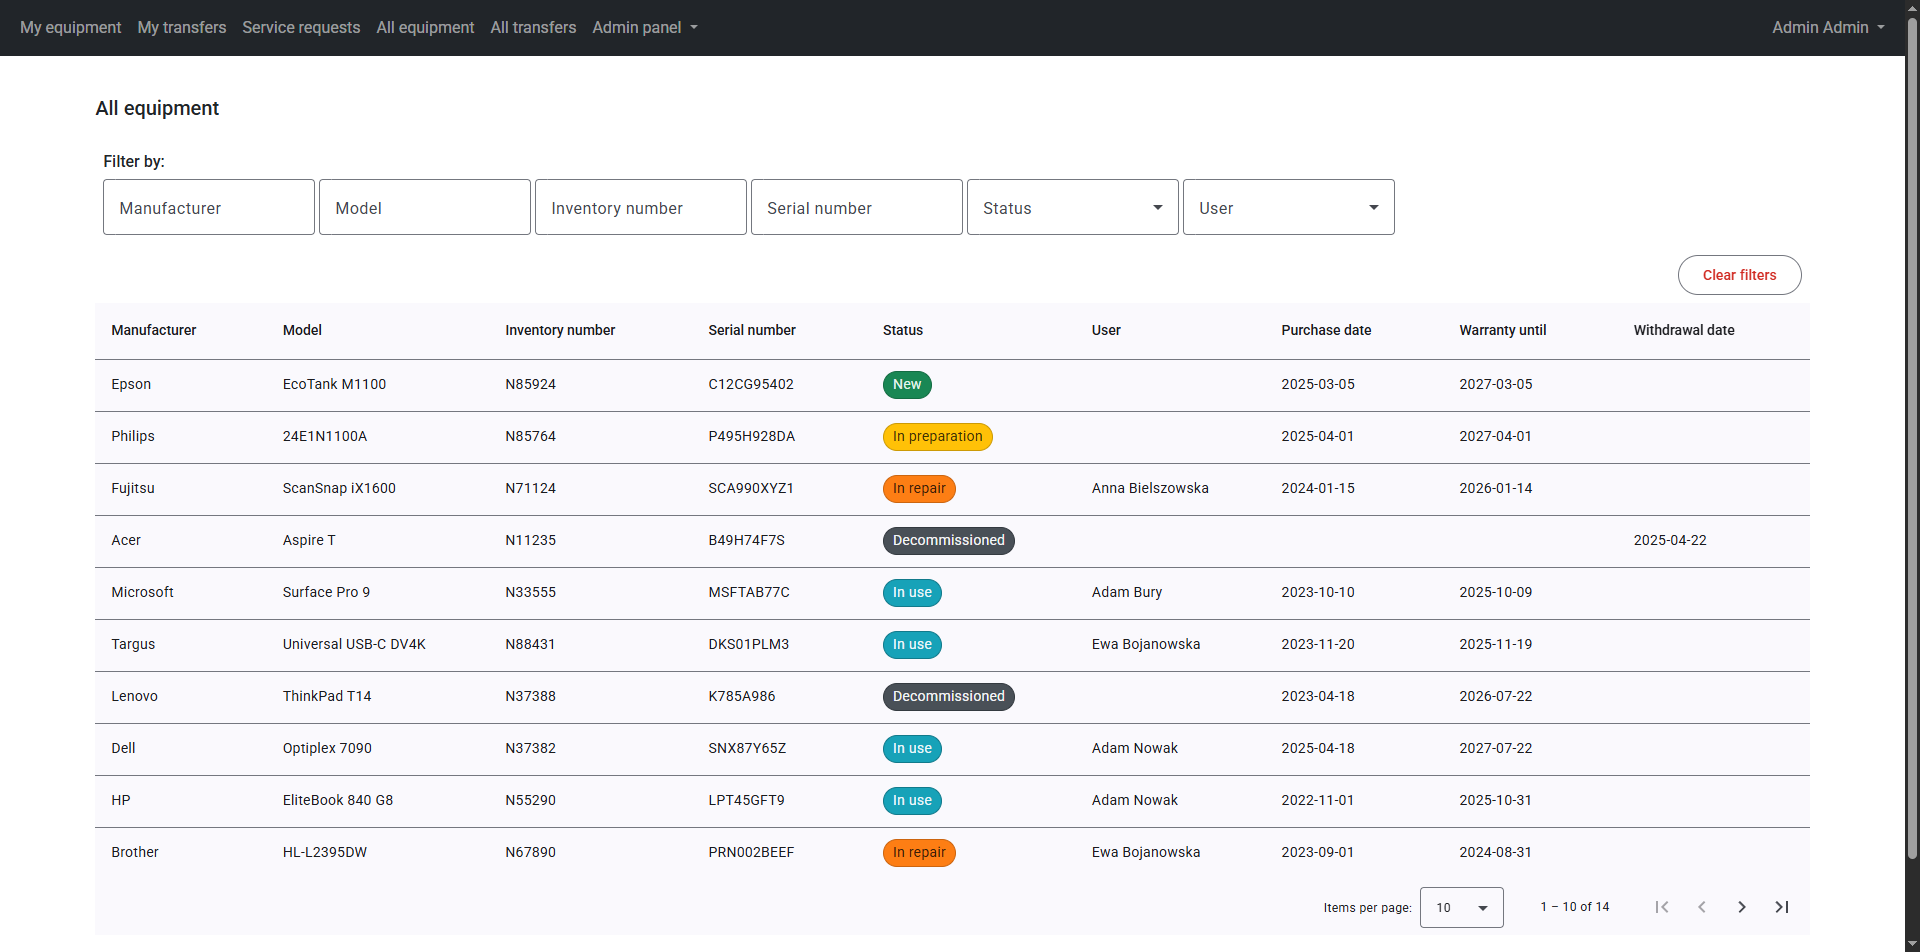 My equipment My transfers Service requests All equipment All transfers Admin panel Admin Admin
All equipment
Filter by:
Manufacturer Model Inventory number Serial number Status User
Clear filters
Manufacturer Model Inventory number Serial number Status User Purchase date Warranty until Withdrawal date
Epson EcoTank M1100 N85924 C12CG95402 New 2025-03-05 2027-03-05
Philips 24E1N1100A N85764 P495H928DA In preparation 2025-04-01 2027-04-01
Fujitsu ScanSnap iX1600 N71124 SCA990XYZ1 In repair Anna Bielszowska 2024-01-15 2026-01-14
Acer Aspire T N11235 B49H74F7S Decommissioned 2025-04-22
Microsoft Surface Pro 9 N33555 MSFTAB77C In use Adam Bury 2023-10-10 2025-10-09
Targus Universal USB-C DV4K N88431 DKS01PLM3 In use Ewa Bojanowska 2023-11-20 2025-11-19
Lenovo ThinkPad T14 N37388 K785A986 Decommissioned 2023-04-18 2026-07-22
Dell Optiplex 7090 N37382 SNX87Y65Z In use Adam Nowak 2025-04-18 2027-07-22
HP EliteBook 840 G8 N55290 LPT45GFT9 In use Adam Nowak 2022-11-01 2025-10-31
Brother HL-L2395DW N67890 PRN002BEEF In repair Ewa Bojanowska 2023-09-01 2024-08-31
Items per page: 10 1 – 10 of 14